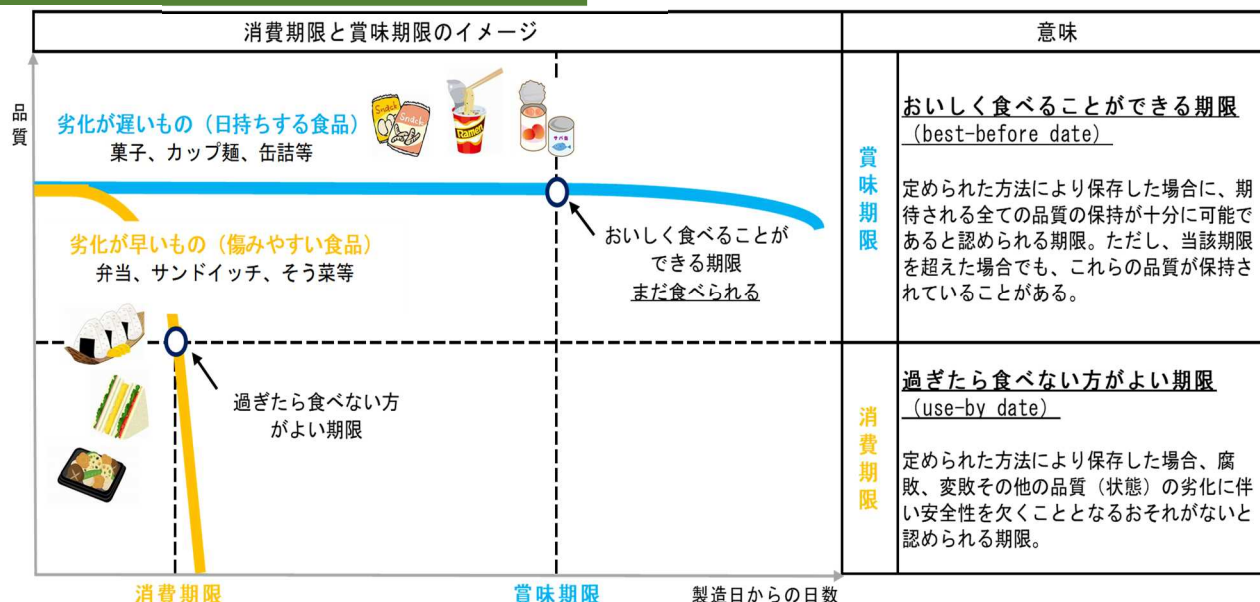 消費期限と賞味期限のイメージ
意味
品質
劣化が遅いもの（日持ちする食品）
菓子、カップ麺、缶詰等
Snack
Snack
Ramen
サバ缶
劣化が早いもの（傷みやすい食品）
弁当、サンドイッチ、そう菜等
おいしく食べることが
できる期限
まだ食べられる
過ぎたら食べない方
がよい期限
消費期限
賞味期限
製造日からの日数
賞味期限
おいしく食べることができる期限
（best-before date）
定められた方法により保存した場合に、期
待される全ての品質の保持が十分に可能で
あると認められる期限。ただし、当該期限
を超えた場合でも、これらの品質が保持さ
れていることがある。
消費期限
過ぎたら食べない方がよい期限
（use-by date）
定められた方法により保存した場合、腐
敗、変敗その他の品質（状態）の劣化に伴
い安全性を欠くこととなるおそれがないと
認められる期限。